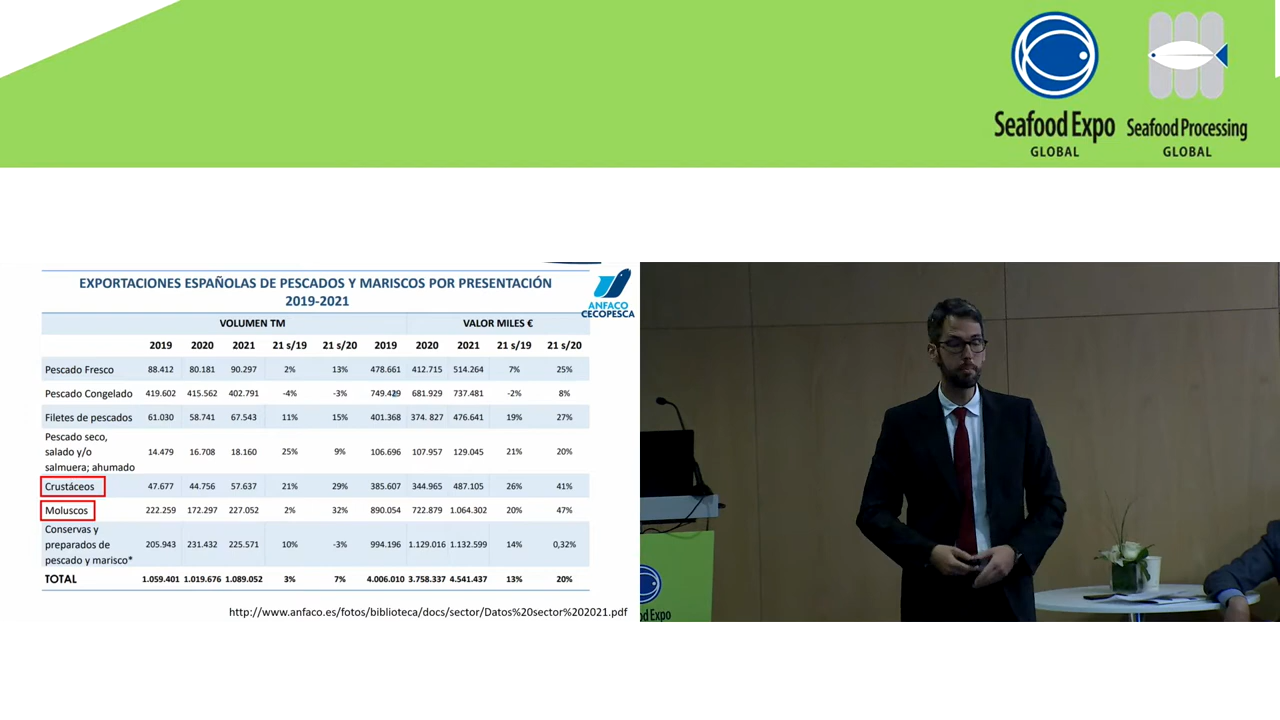 Seafood Expo
GLOBAL
Seafood Processing
GLOBAL
EXPORTACIONES ESPAÑOLAS DE PESCADOS Y MARISCOS POR PRESENTACIÓN
2019-2021
ANFACO
CECOPESCA
VOLUMEN TM VALOR MILES €
2019 2020 2021 21 s/19 21 s/20 2019 2020 2021 21 s/19 21 s/20
Pescado Fresco 88.412 80.181 90.297 2% 13% 478.661 412.715 514.264 7% 25%
Pescado Congelado 419.602 415.562 402.791 -4% -3% 749.429 681.929 737.481 -2% 8%
Filetes de pescados 61.030 58.741 67.543 11% 15% 401.368 374. 827 476.641 19% 27%
Pescado seco,
salado y/o
salmuera; ahumado 14.479 16.708 18.160 25% 9% 106.696 107.957 129.045 21% 20%
Crustáceos 47.677 44.756 57.637 21% 29% 385.607 344.965 487.105 26% 41%
Moluscos 222.259 172.297 227.052 2% 32% 890.054 722.879 1.064.302 20% 47%
Conservas y
preparados de
pescado y marisco* 205.943 231.432 225.571 10% -3% 994.196 1.129.016 1.132.599 14% 0,32%
TOTAL 1.059.401 1.019.676 1.089.052 3% 7% 4.006.010 3.758.337 4.541.437 13% 20%
http://www.anfaco.es/fotos/biblioteca/docs/sector/Datos%20sector%202021.pdf
od Expo